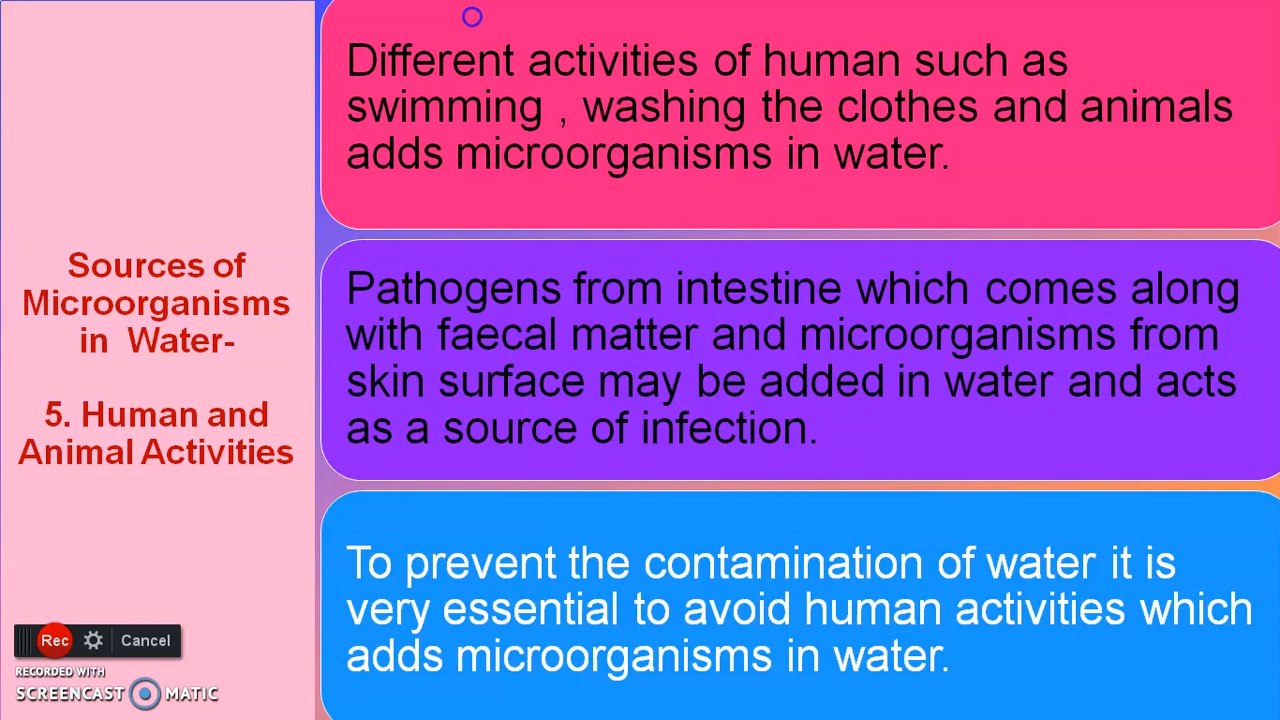 Different activities of human such as
swimming , washing the clothes and animals
adds microorganisms in water.
Sources of
Microorganisms
in Water-
5. Human and
Animal Activities
Pathogens from intestine which comes along
with faecal matter and microorganisms from
skin surface may be added in water and acts
as a source of infection.
To prevent the contamination of water it is
very essential to avoid human activities which
adds microorganisms in water.
Rec Cancel
RECORDED WITH
SCREENCAST MATIC